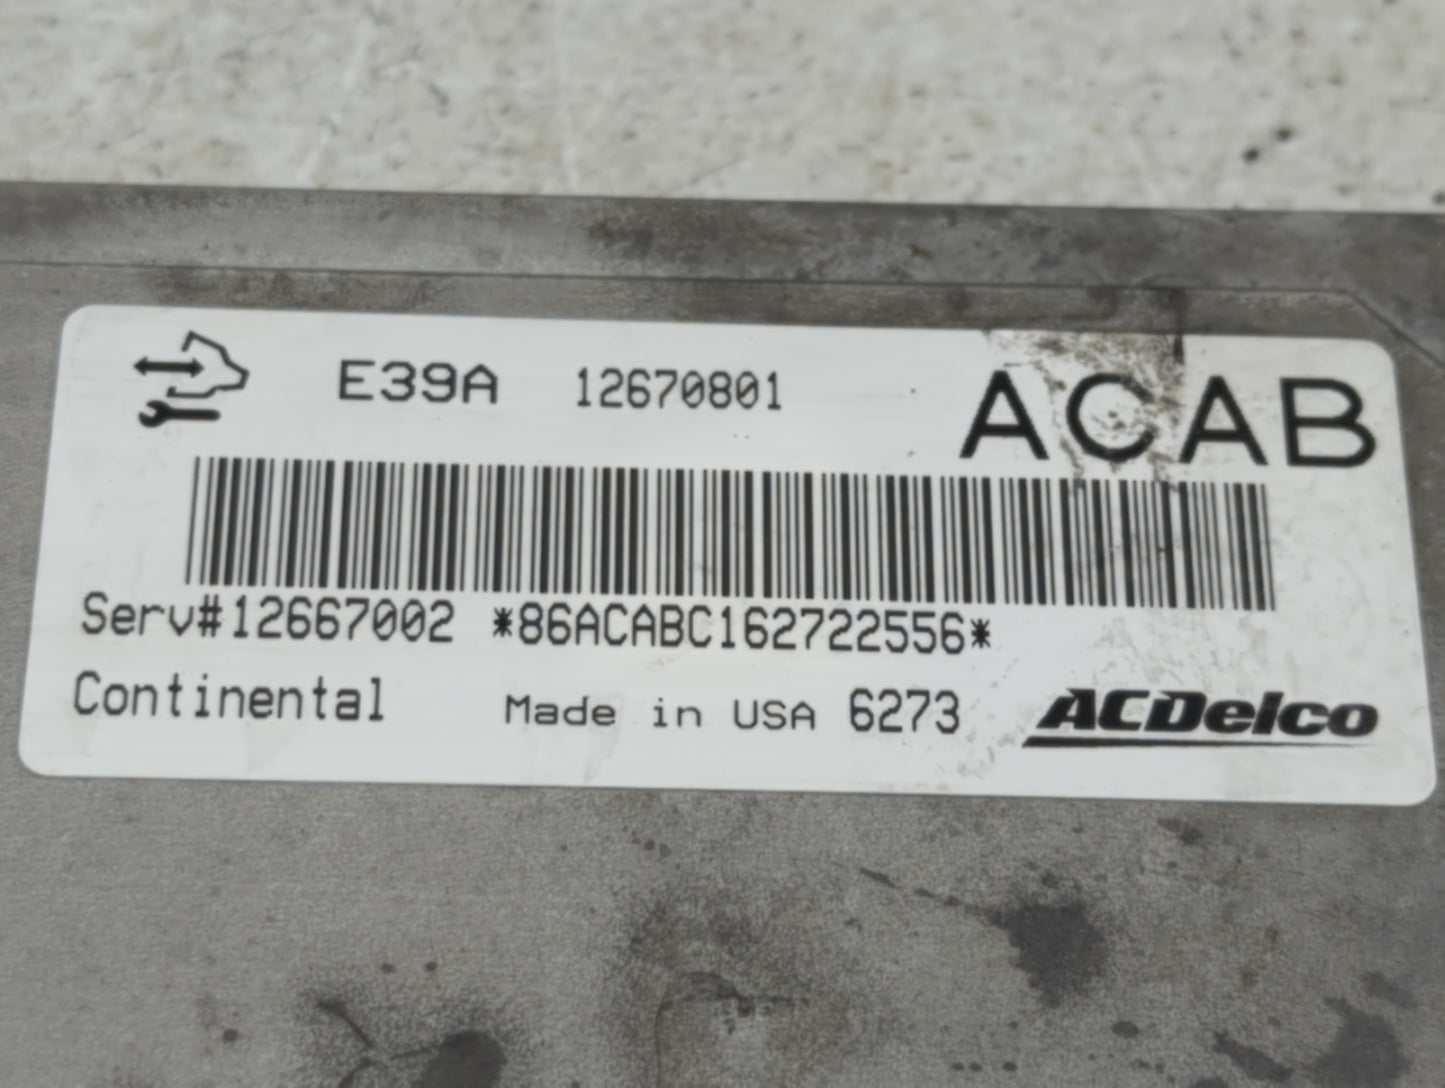 E39A 12670801 ACAB
Serv#12667002 *86ACABC162722556*
Continental Made in USA 6273 ACDelco